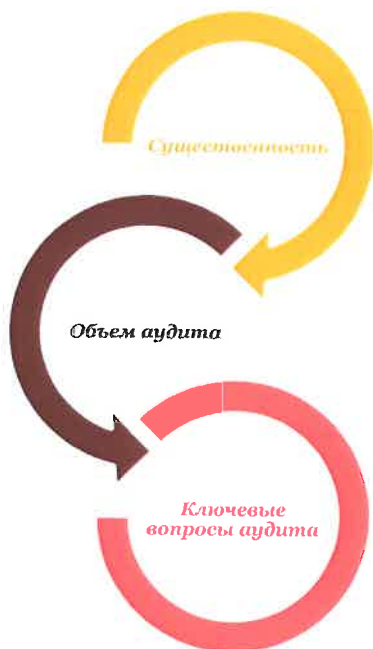 Существенность
Объем аудита
Ключевые
вопросы аудита